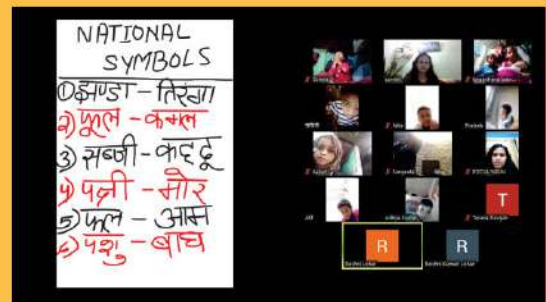 NATIONAL
SYMBOLS
1) झण्डा - तिरंगा
2) फूल - कमल
3) सब्जी - कद्दू
4) पक्षी - मोर
5) फल - आम
6) पशु - बाघ
T
R
R